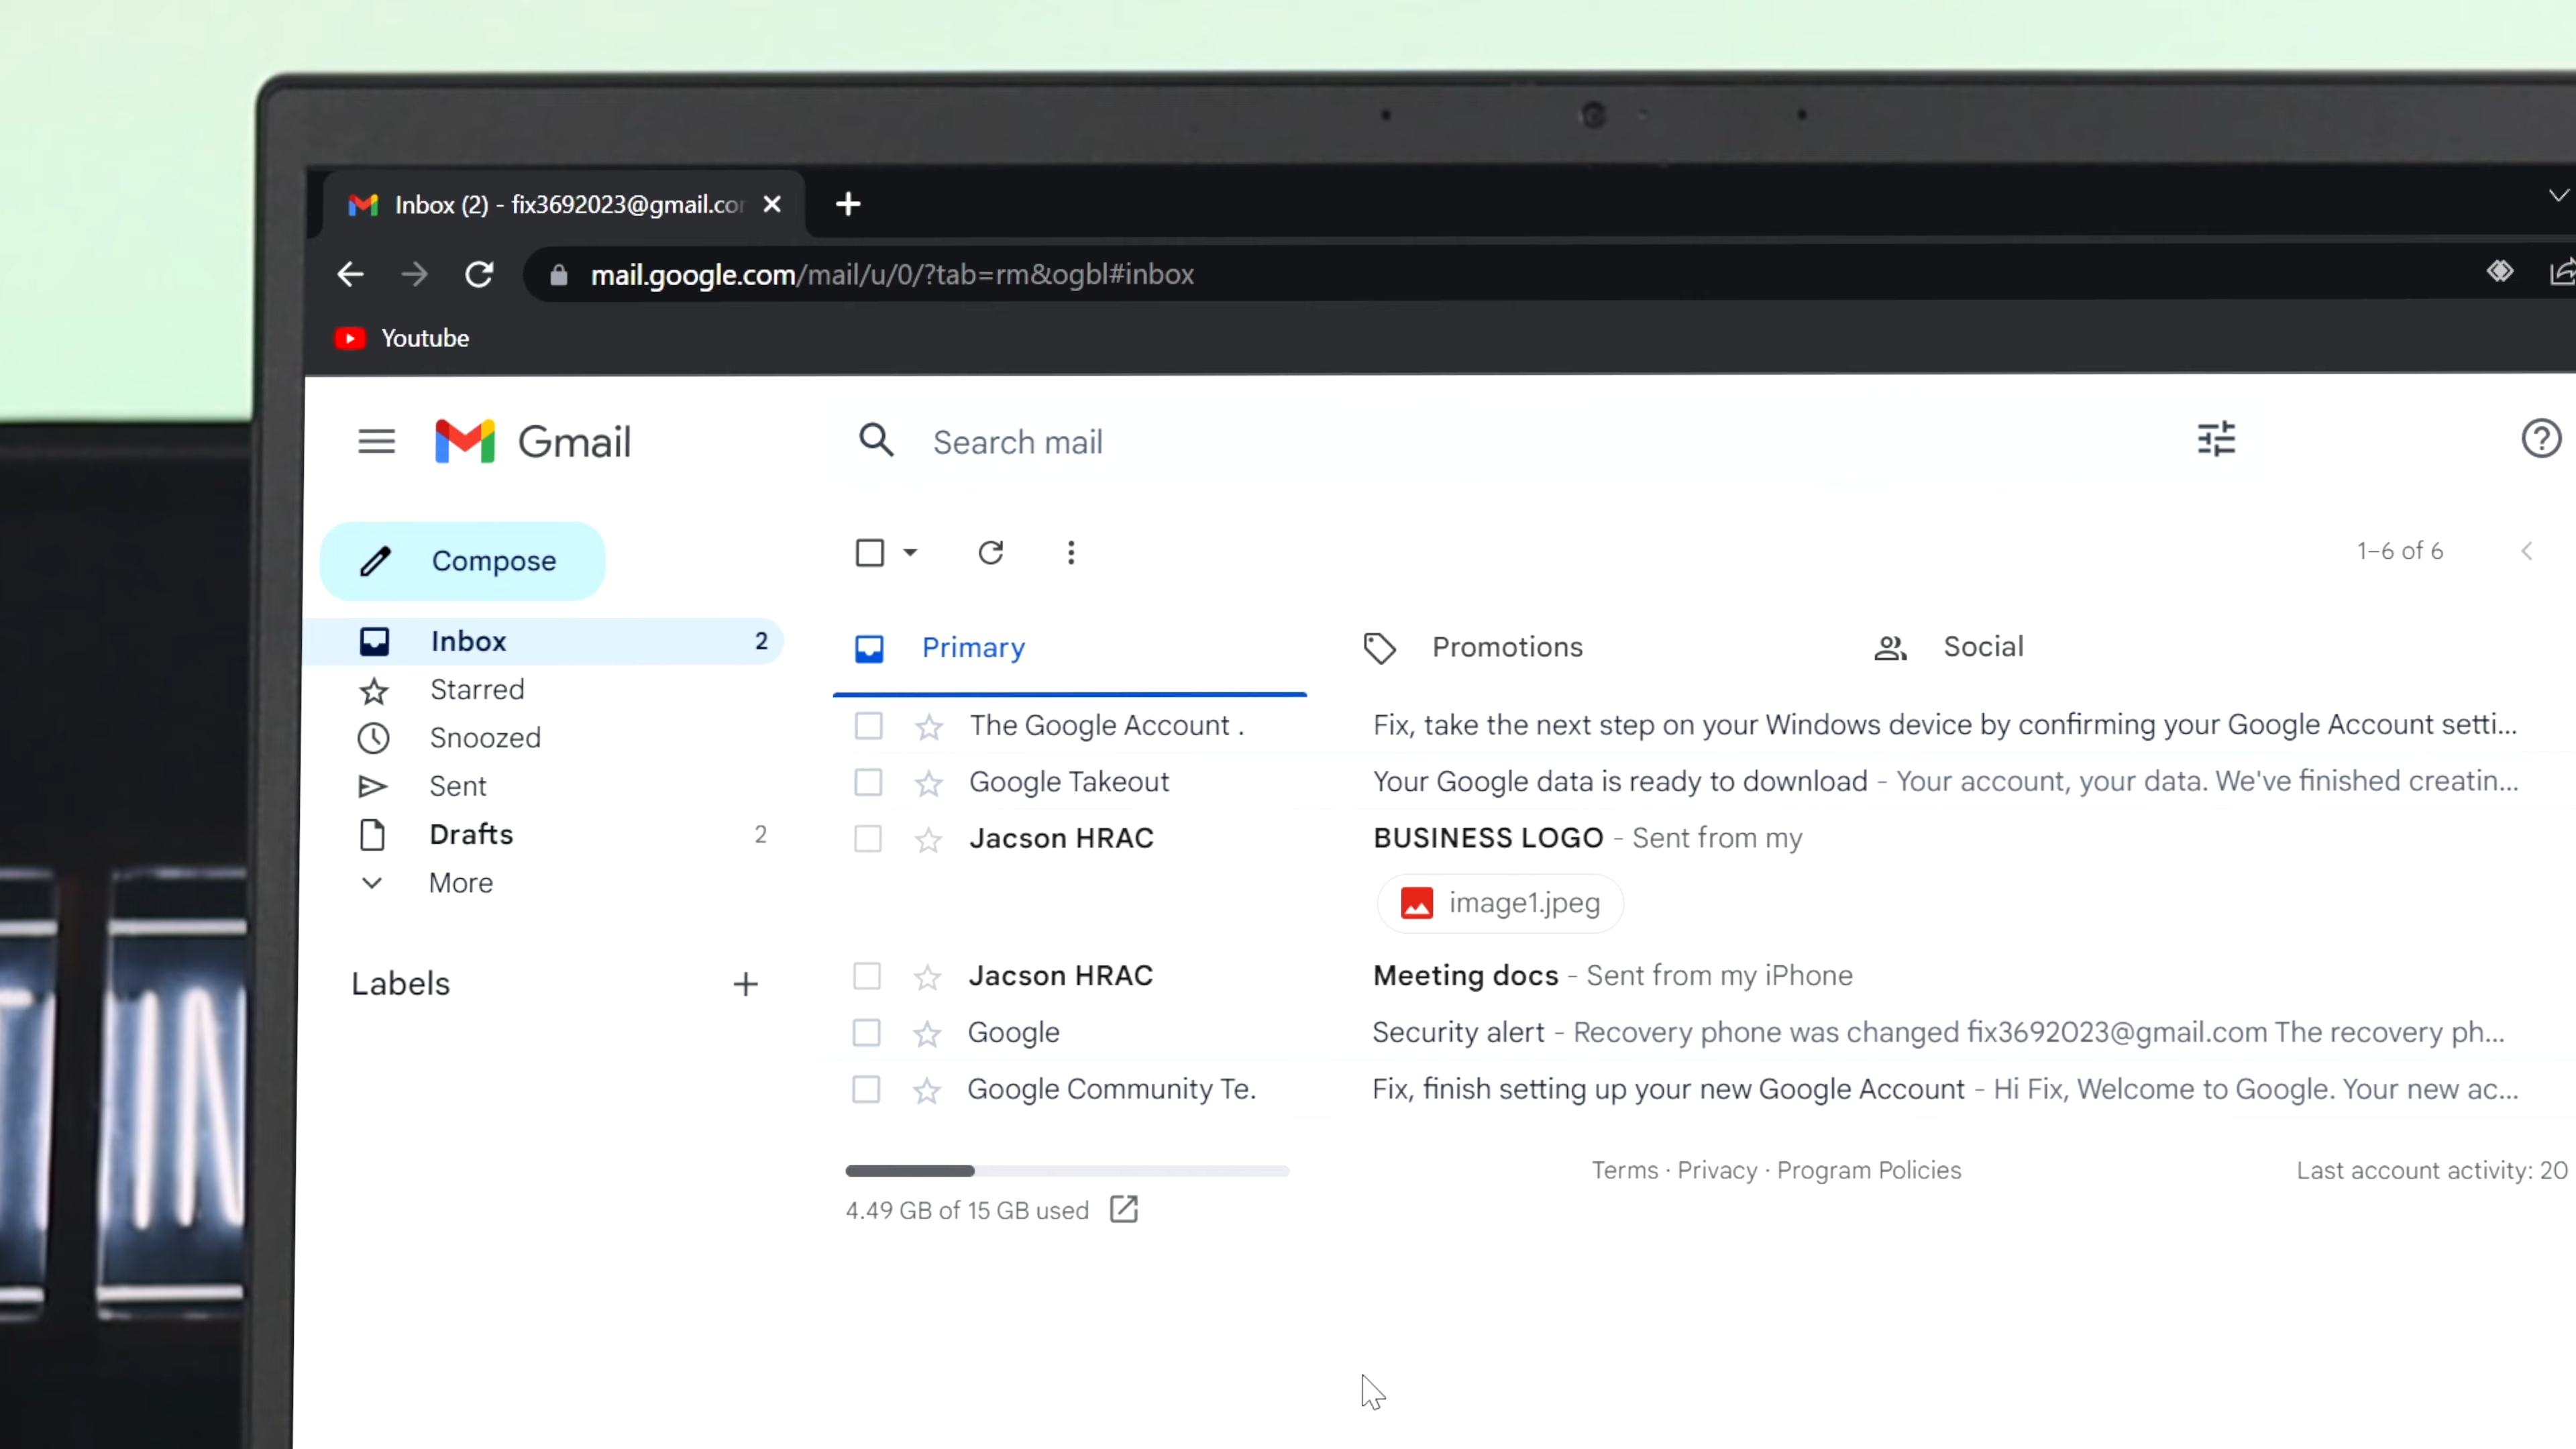 Inbox (2) - fix3692023@gmail.co
mail.google.com/mail/u/0/?tab=rm&ogbl#inbox
Youtube
Gmail
Search mail
Compose
1–6 of 6
Inbox 2
Primary
Promotions
Social
Starred
Snoozed
Sent
Drafts 2
More
Labels
The Google Account . Fix, take the next step on your Windows device by confirming your Google Account setti...
Google Takeout Your Google data is ready to download - Your account, your data. We've finished creatin...
Jacson HRAC BUSINESS LOGO - Sent from my
image1.jpeg
Jacson HRAC Meeting docs - Sent from my iPhone
Google Security alert - Recovery phone was changed fix3692023@gmail.com The recovery ph...
Google Community Te. Fix, finish setting up your new Google Account - Hi Fix, Welcome to Google. Your new ac...
Terms · Privacy · Program Policies
Last account activity: 20
4.49 GB of 15 GB used
IN